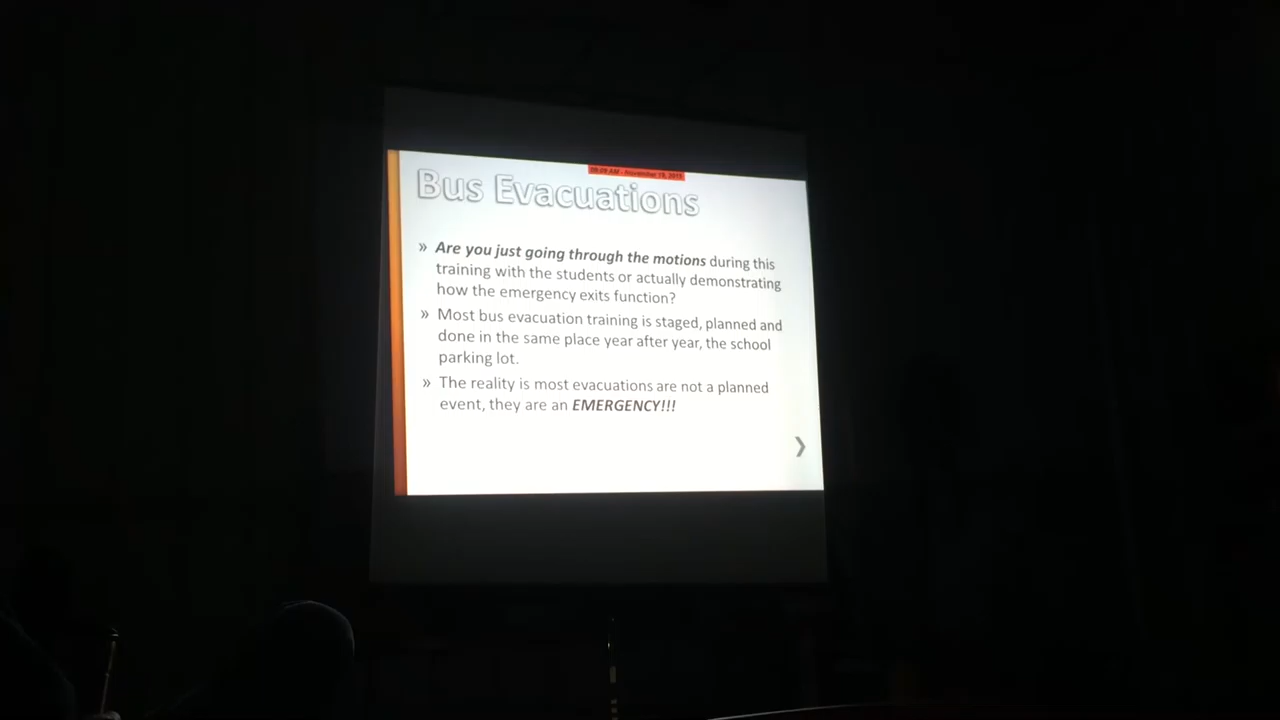 Bus Evacuations
» Are you just going through the motions during this
training with the students or actually demonstrating
how the emergency exits function?
» Most bus evacuation training is staged, planned and
done in the same place year after year, the school
parking lot.
» The reality is most evacuations are not a planned
event, they are an EMERGENCY!!!